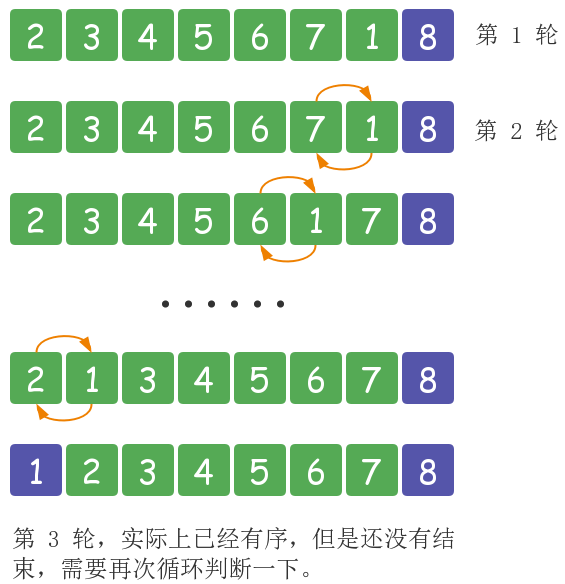 2 3 4 5 6 7 1 8 第 1 轮
2 3 4 5 6 7 1 8 第 2 轮
2 3 4 5 6 1 7 8
······
2 1 3 4 5 6 7 8
1 2 3 4 5 6 7 8
第 3 轮，实际上已经有序，但是还没有结
束，需要再次循环判断一下。